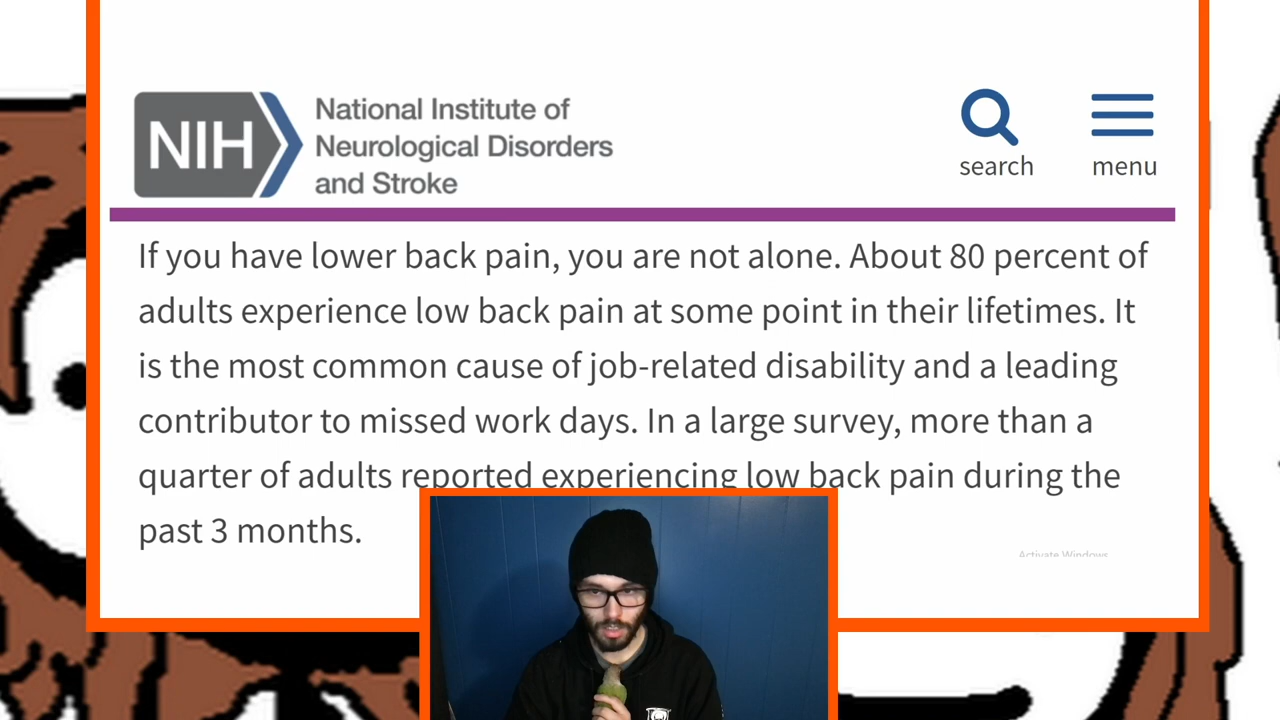 NIH
National Institute of
Neurological Disorders
and Stroke
search
menu
If you have lower back pain, you are not alone. About 80 percent of
adults experience low back pain at some point in their lifetimes. It
is the most common cause of job-related disability and a leading
contributor to missed work days. In a large survey, more than a
quarter of adults reported experiencing low back pain during the
past 3 months.
Activate Windows